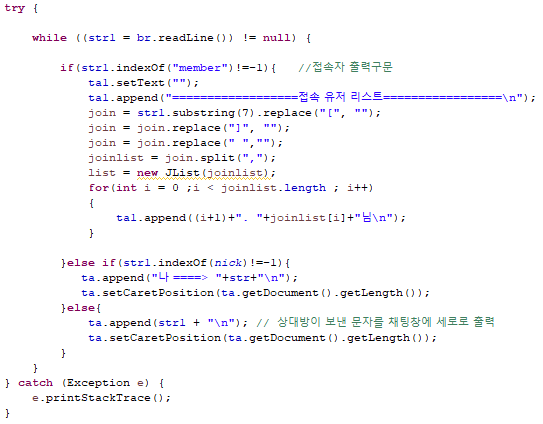 try {
while ((str1 = br.readLine()) != null) {
if(str1.indexOf("member")!=-1){ //접속자 출력구문
ta1.setText("");
ta1.append("==================접속 유저 리스트=================\n");
join = str1.substring(7).replace("[", "");
join = join.replace("]", "");
join = join.replace(" ","");
joinlist = join.split(",");
list = new JList(joinlist);
for(int i = 0 ;i < joinlist.length ; i++)
{
ta1.append((i+1)+". "+joinlist[i]+"님\n");
}
}else if(str1.indexOf(nick)!=-1){
ta.append("나 ====> "+str+"\n");
ta.setCaretPosition(ta.getDocument().getLength());
}else{
ta.append(str1 + "\n"); // 상대방이 보낸 문자를 채팅창에 세로로 출력
ta.setCaretPosition(ta.getDocument().getLength());
}
}
} catch (Exception e) {
e.printStackTrace();
}